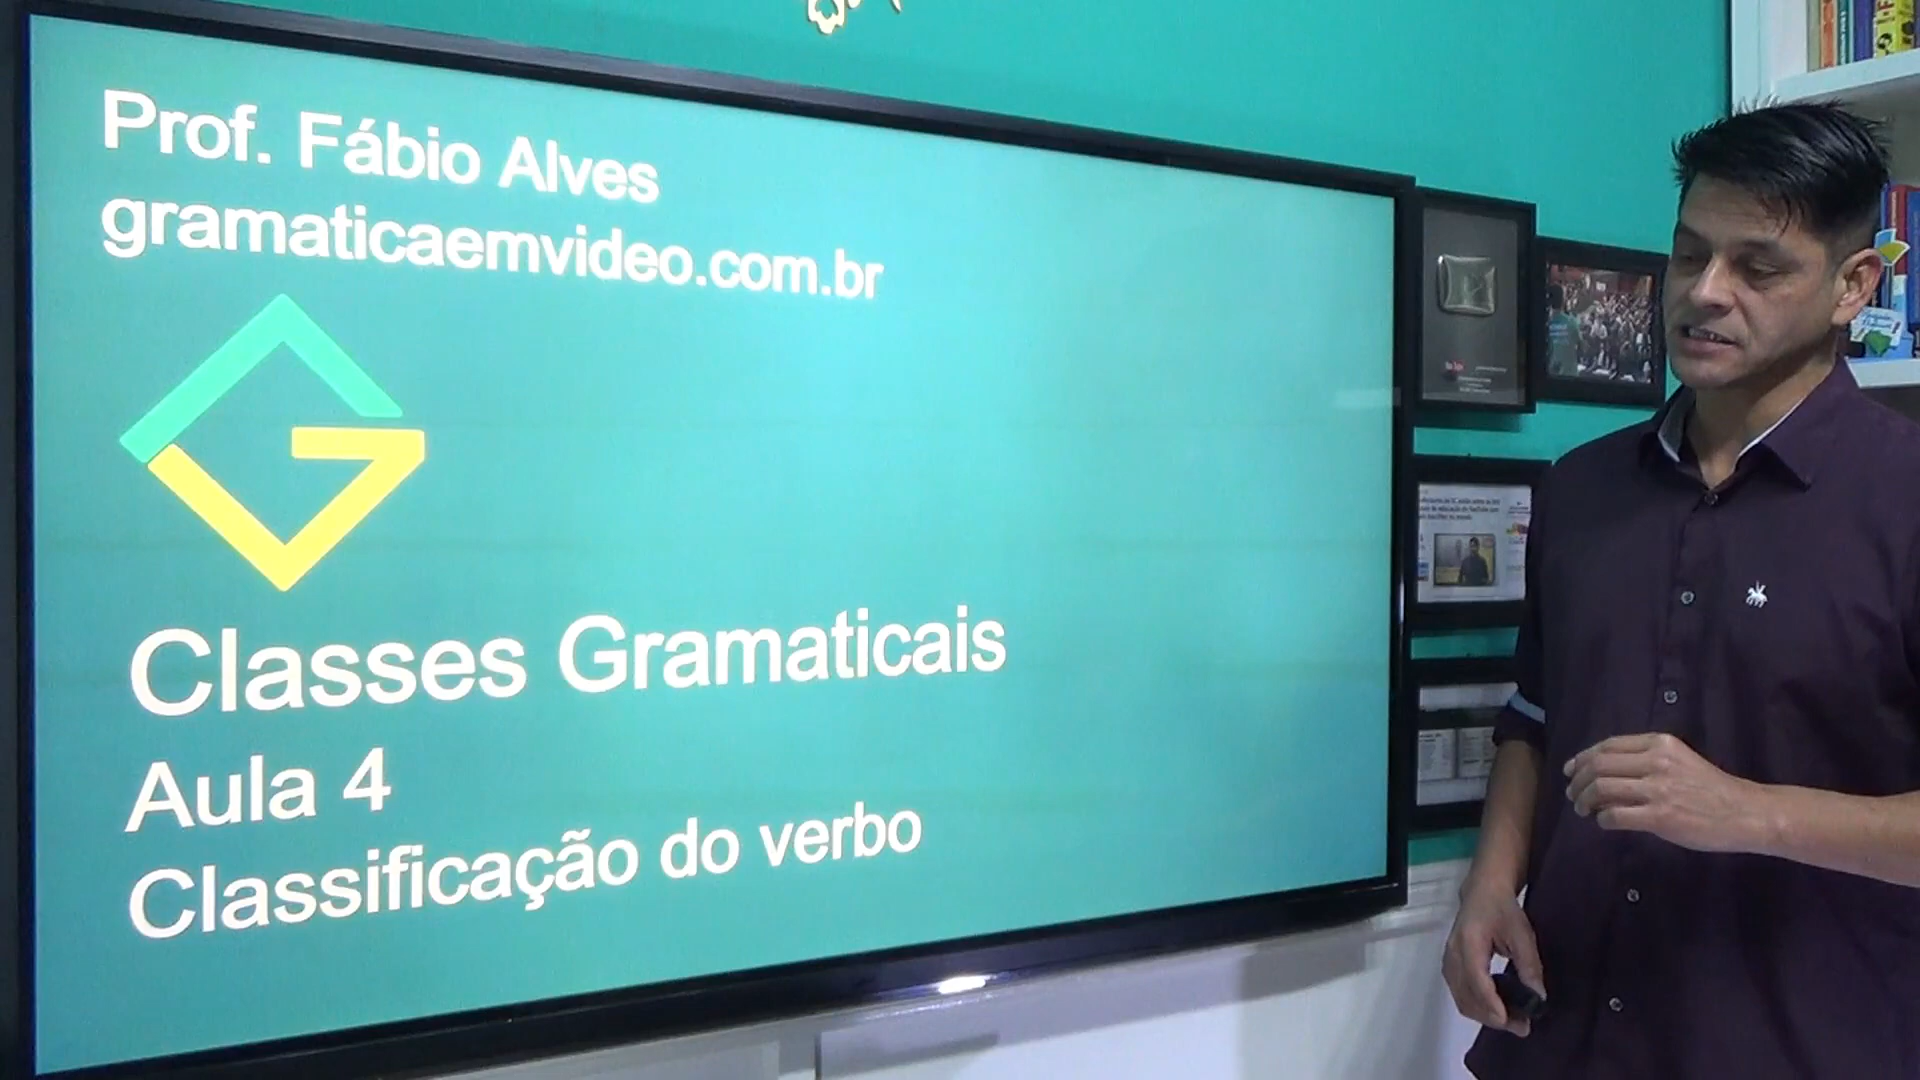 Prof. Fábio Alves
gramaticaemvideo.com.br
Classes Gramaticais
Aula 4
Classificação do verbo